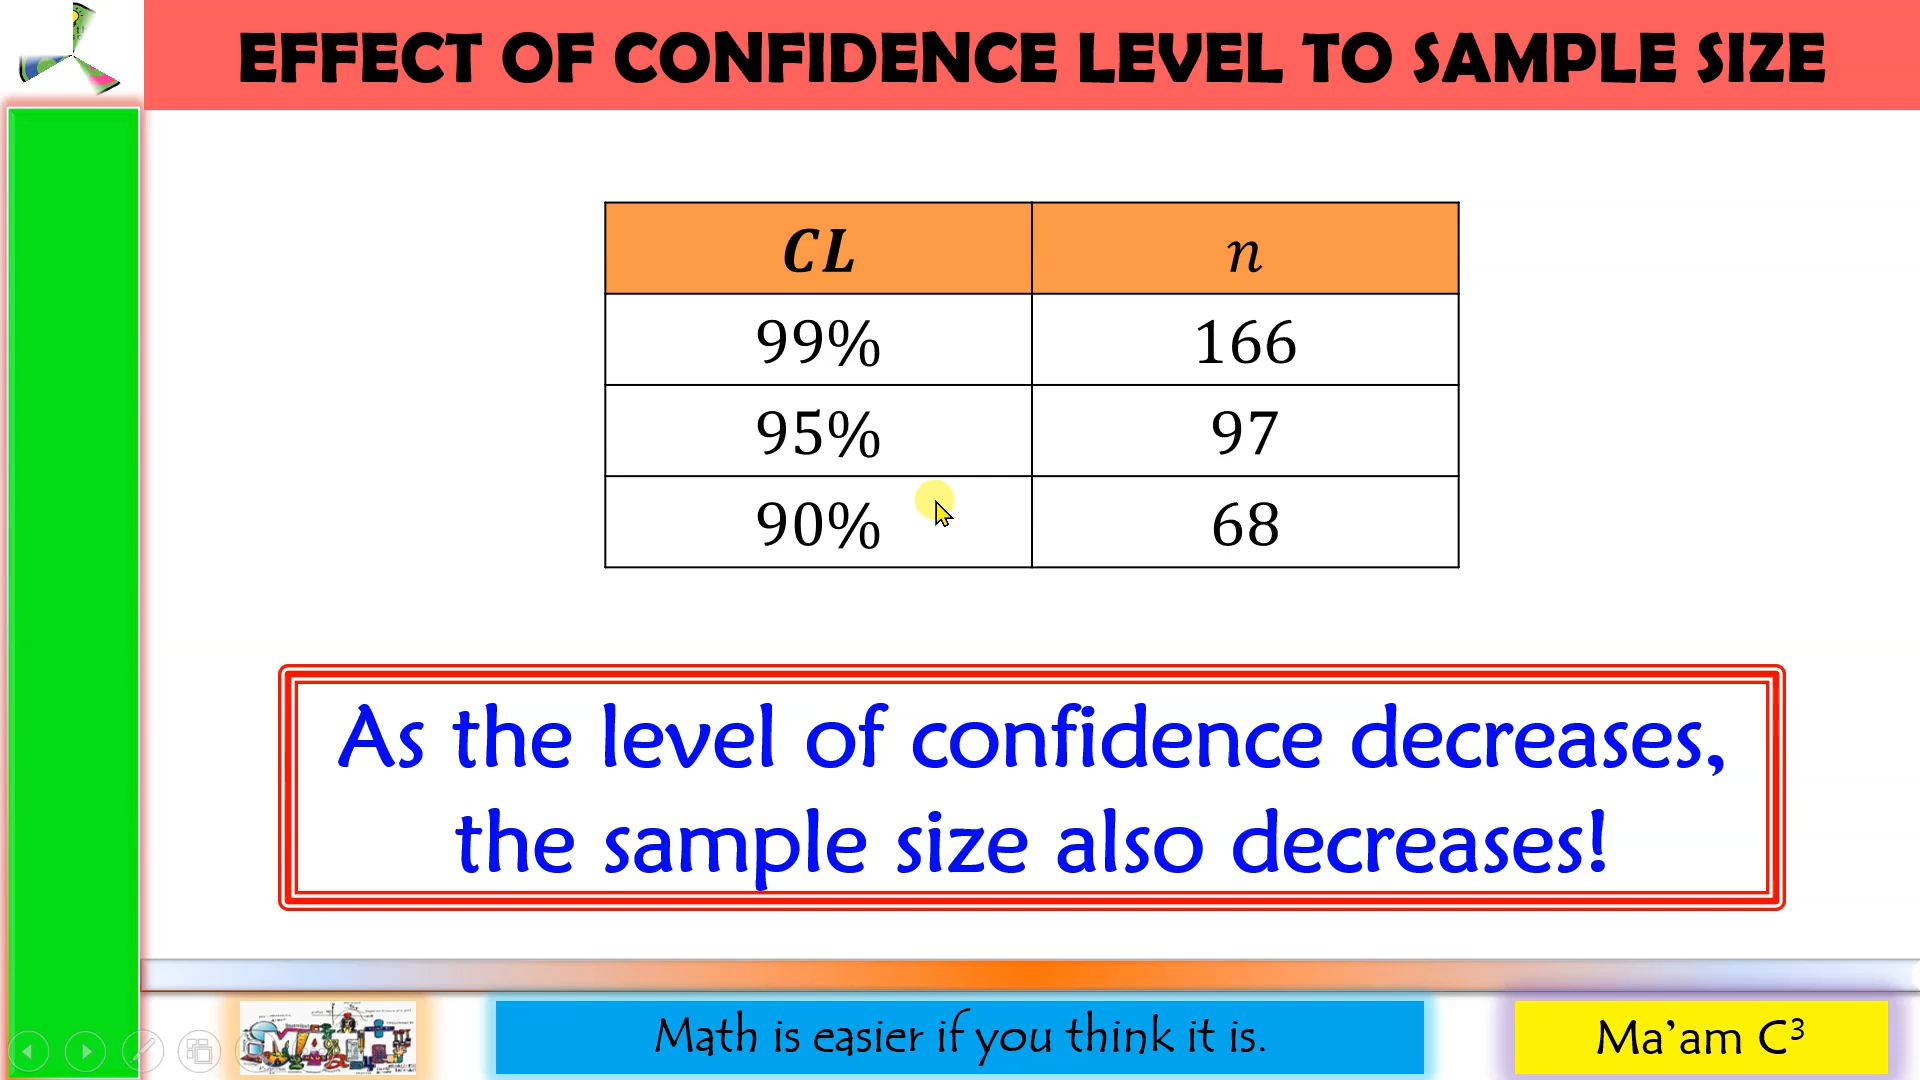 EFFECT OF CONFIDENCE LEVEL TO SAMPLE SIZE
CL n
99% 166
95% 97
90% 68
As the level of confidence decreases,
the sample size also decreases!
MATH
Math is easier if you think it is.
Ma’am C³